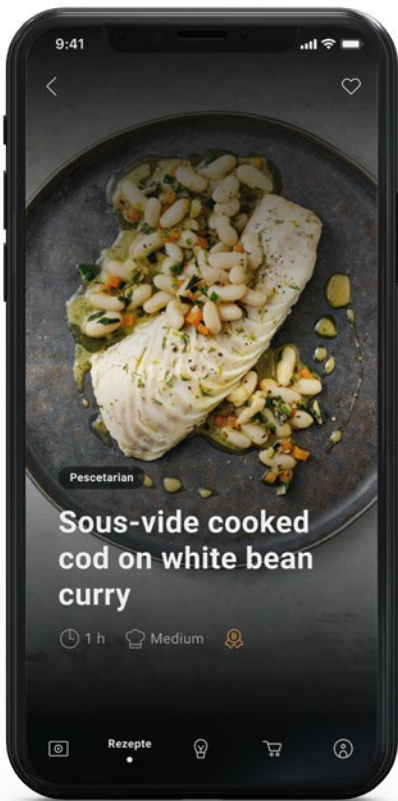 9:41
Pescetarian
Sous-vide cooked
cod on white bean
curry
1 h Medium
Rezepte